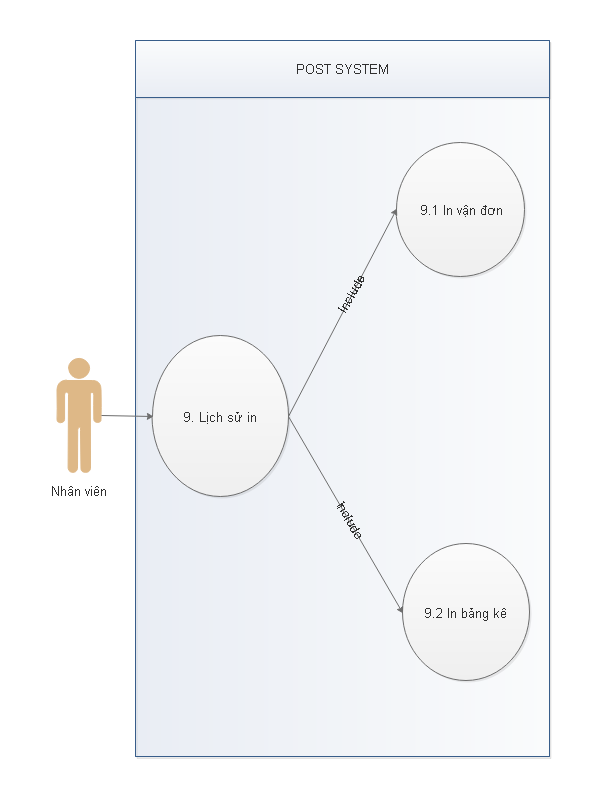 POST SYSTEM
9.1 In vận đơn
Include
9. Lịch sử in
Nhân viên
include
9.2 In bảng kê